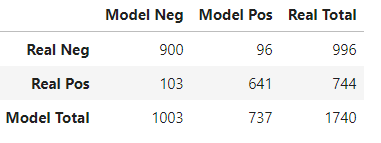 Model Neg Model Pos Real Total
Real Neg 900 96 996
Real Pos 103 641 744
Model Total 1003 737 1740